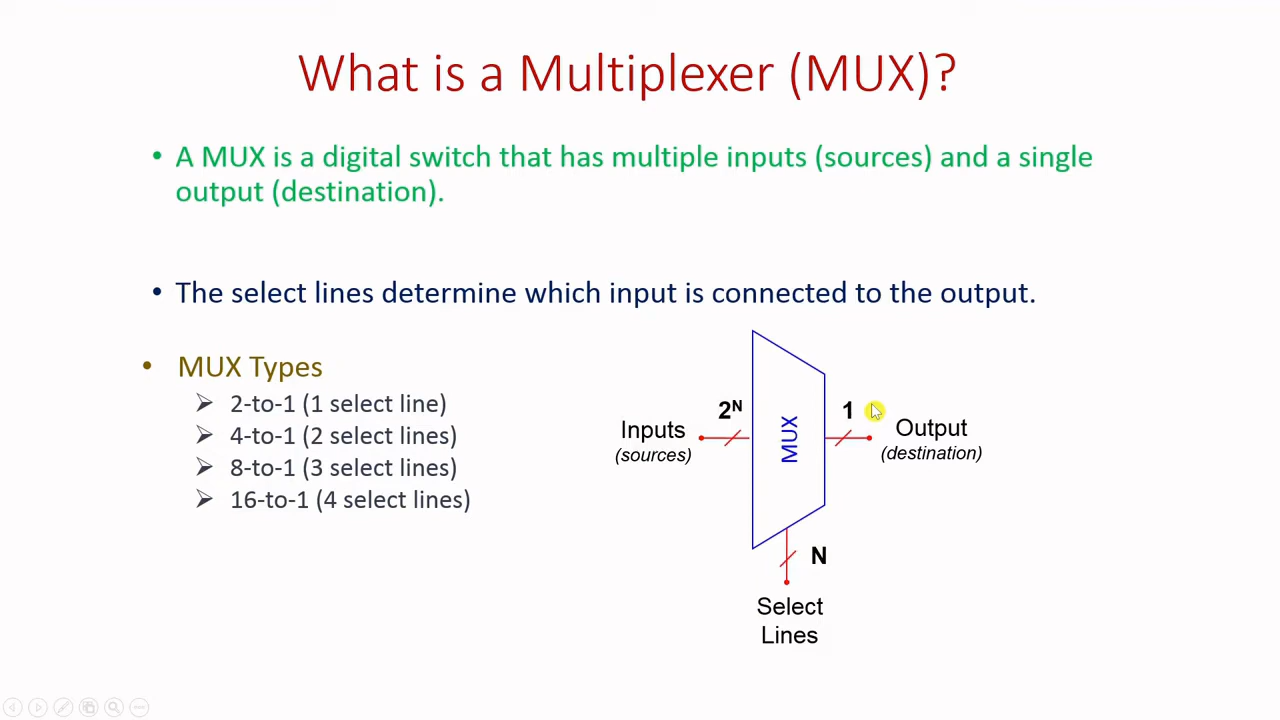 What is a Multiplexer (MUX)?
• A MUX is a digital switch that has multiple inputs (sources) and a single
output (destination).
• The select lines determine which input is connected to the output.
• MUX Types
➢ 2-to-1 (1 select line)
➢ 4-to-1 (2 select lines)
➢ 8-to-1 (3 select lines)
➢ 16-to-1 (4 select lines)
2ᴺ
Inputs
(sources)
MUX
1
Output
(destination)
N
Select
Lines